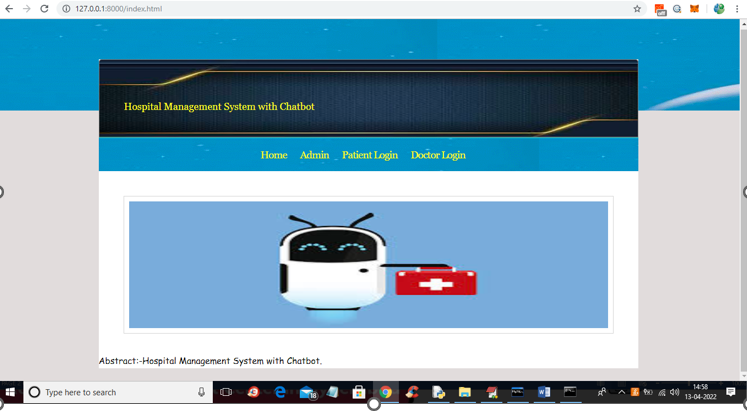 127.0.0.1:8000/index.html
Hospital Management System with Chatbot
Home Admin Patient Login Doctor Login
Abstract:-Hospital Management System with Chatbot.
Type here to search
18
14:58
13-04-2022